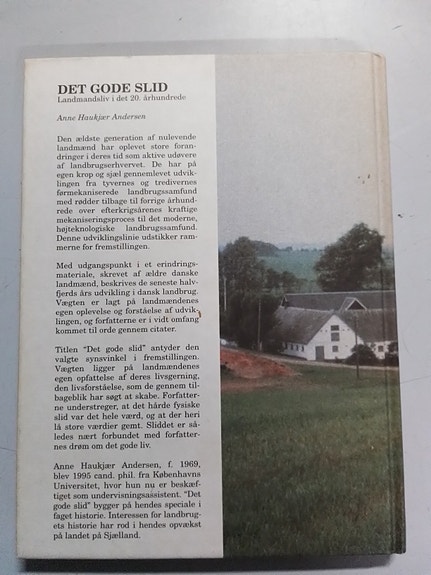 DET GODE SLID
Landmandsliv i det 20. århundrede
Anne Haukjær Andersen
Den ældste generation af nulevende
landmænd har oplevet store foran-
dringer i deres tid som aktive udøvere
af landbrugserhvervet. De har på
egen krop og sjæl gennemlevet udvik-
lingen fra tyvernes og tredivernes
førmekaniserede landbrugssamfund
med rødder tilbage til forrige århund-
rede over efterkrigsårenes kraftige
mekaniseringsproces til det moderne,
højteknologiske landbrugssamfund.
Denne udviklingslinie udstikker ram-
merne for fremstillingen.
Med udgangspunkt i et erindrings-
materiale, skrevet af ældre danske
landmænd, beskrives de seneste halv-
fjerds års udvikling i dansk landbrug.
Vægten er lagt på landmændenes
egen oplevelse og forståelse af udvik-
lingen, og forfatterne er i vidt omfang
kommet til orde gennem citater.
Titlen "Det gode slid" antyder den
valgte synsvinkel i fremstillingen.
Vægten ligger på landmændenes
egen opfattelse af deres livsgerning,
den livsforståelse, som de gennem til-
bageblik har søgt at skabe. Forfatter-
ne understreger, at det hårde fysiske
slid var det hele værd, og at der heri
lå store værdier gemt. Sliddet er så-
ledes nært forbundet med forfatter-
nes drøm om det gode liv.
Anne Haukjær Andersen, f. 1969,
blev 1995 cand. phil. fra Københavns
Universitet, hvor hun nu er beskæf-
tiget som undervisningsassistent. "Det
gode slid" bygger på hendes speciale i
faget historie. Interessen for landbrug-
ets historie har rod i hendes opvækst
på landet på Sjælland.